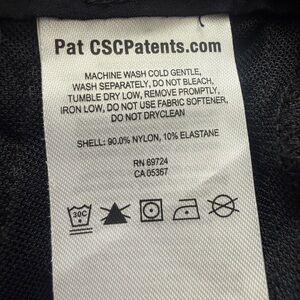 Pat CSCPatents.com
MACHINE WASH COLD GENTLE,
WASH SEPARATELY, DO NOT BLEACH,
TUMBLE DRY LOW, REMOVE PROMPTLY,
IRON LOW, DO NOT USE FABRIC SOFTENER,
DO NOT DRYCLEAN
SHELL: 90.0% NYLON, 10% ELASTANE
RN 69724
CA 05367
30C